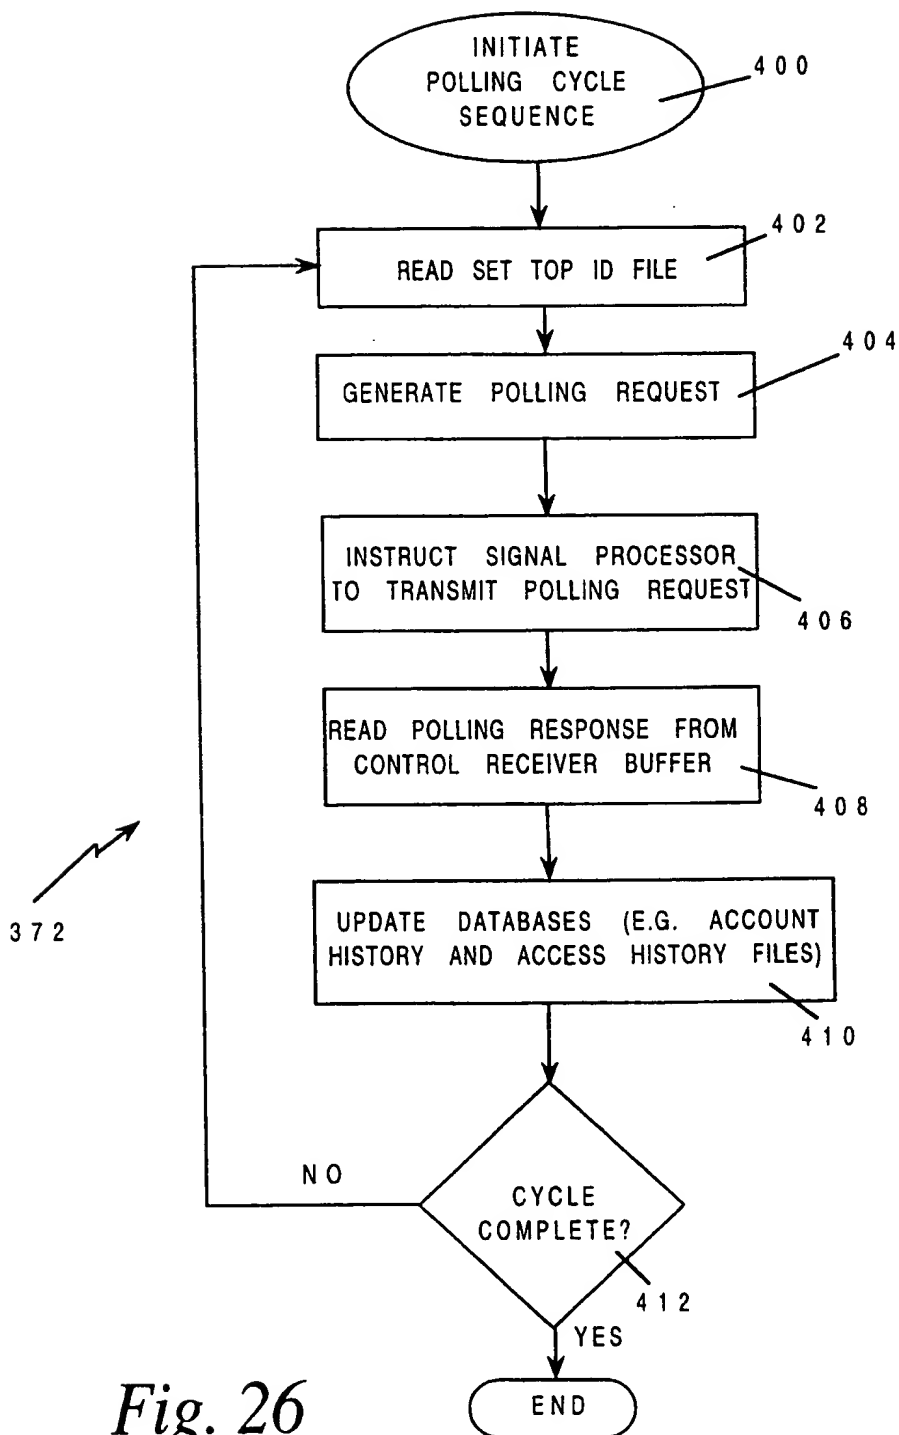 INITIATE
POLLING CYCLE
SEQUENCE
400
402
READ SET TOP ID FILE
404
GENERATE POLLING REQUEST
INSTRUCT SIGNAL PROCESSOR
TO TRANSMIT POLLING REQUEST
406
READ POLLING RESPONSE FROM
CONTROL RECEIVER BUFFER
408
372
UPDATE DATABASES (E.G. ACCOUNT
HISTORY AND ACCESS HISTORY FILES)
410
NO
CYCLE
COMPLETE?
412
YES
END
Fig. 26